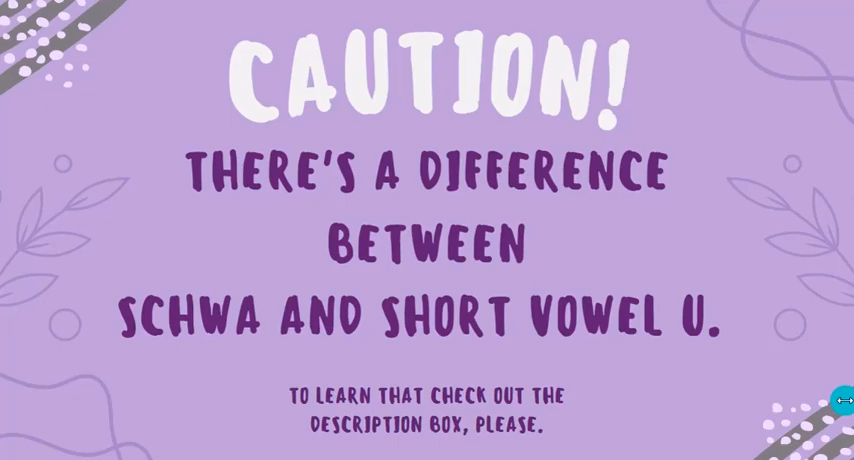 CAUTION!
THERE'S A DIFFERENCE
BETWEEN
SCHWA AND SHORT VOWEL U.
TO LEARN THAT CHECK OUT THE
DESCRIPTION BOX, PLEASE.